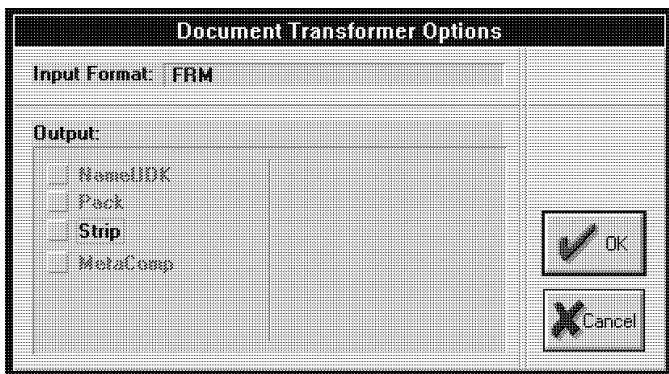 Document Transformer Options
Input Format: FRM
Output:
NameUDK
Pack
Strip
MetaComp
OK
Cancel